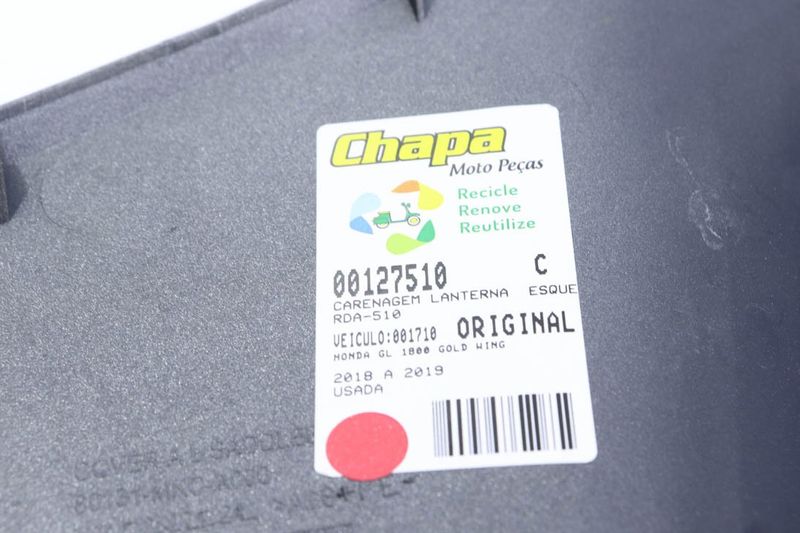 Chapa
Moto Peças
Recicle
Renove
Reutilize
00127510 C
CARENAGEM LANTERNA ESQUE
RDA-510
VEICULO:001710 ORIGINAL
HONDA GL 1800 GOLD WING
2018 A 2019
USADA